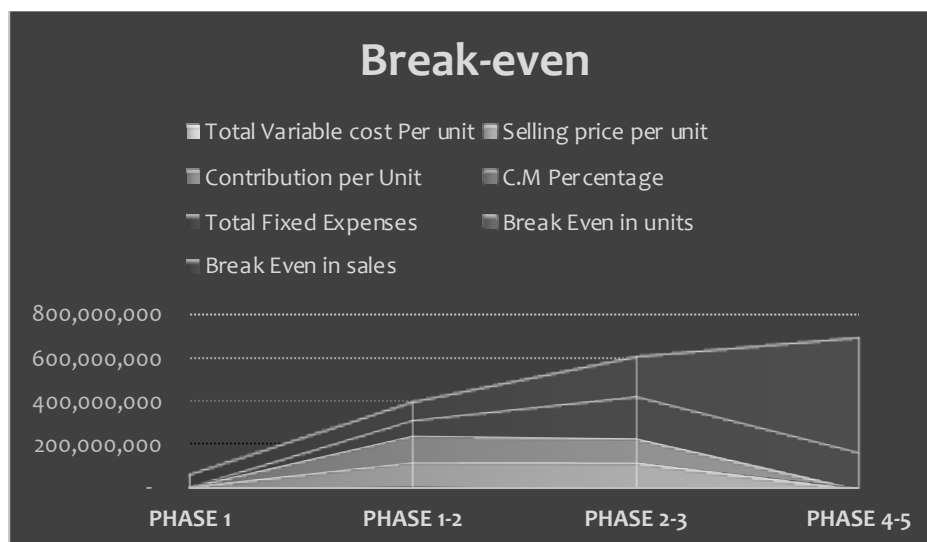 Break-even
Total Variable cost Per unit Selling price per unit
Contribution per Unit C.M Percentage
Total Fixed Expenses Break Even in units
Break Even in sales
800,000,000
600,000,000
400,000,000
200,000,000
-
PHASE 1 PHASE 1-2 PHASE 2-3 PHASE 4-5